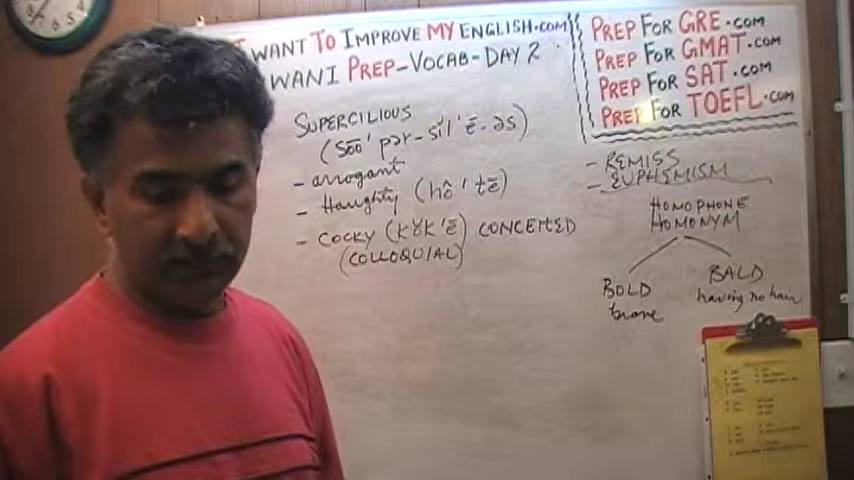 I WANT TO IMPROVE MY ENGLISH.COM
WANI PREP-VOCAB-DAY 2
SUPERCILIOUS
(sōō' pər-sĭl'ē-əs)
- arrogant
- Haughty (hô'tē)
- COCKY (kŏk'ē) CONCEITED
(COLLOQUIAL)
PREP FOR GRE.COM
PREP FOR GMAT.COM
PREP FOR SAT.COM
PREP FOR TOEFL.COM
- REMISS
- EUPHEMISM
HOMOPHONE
HOMONYM
BOLD
brave
BALD
having no hair